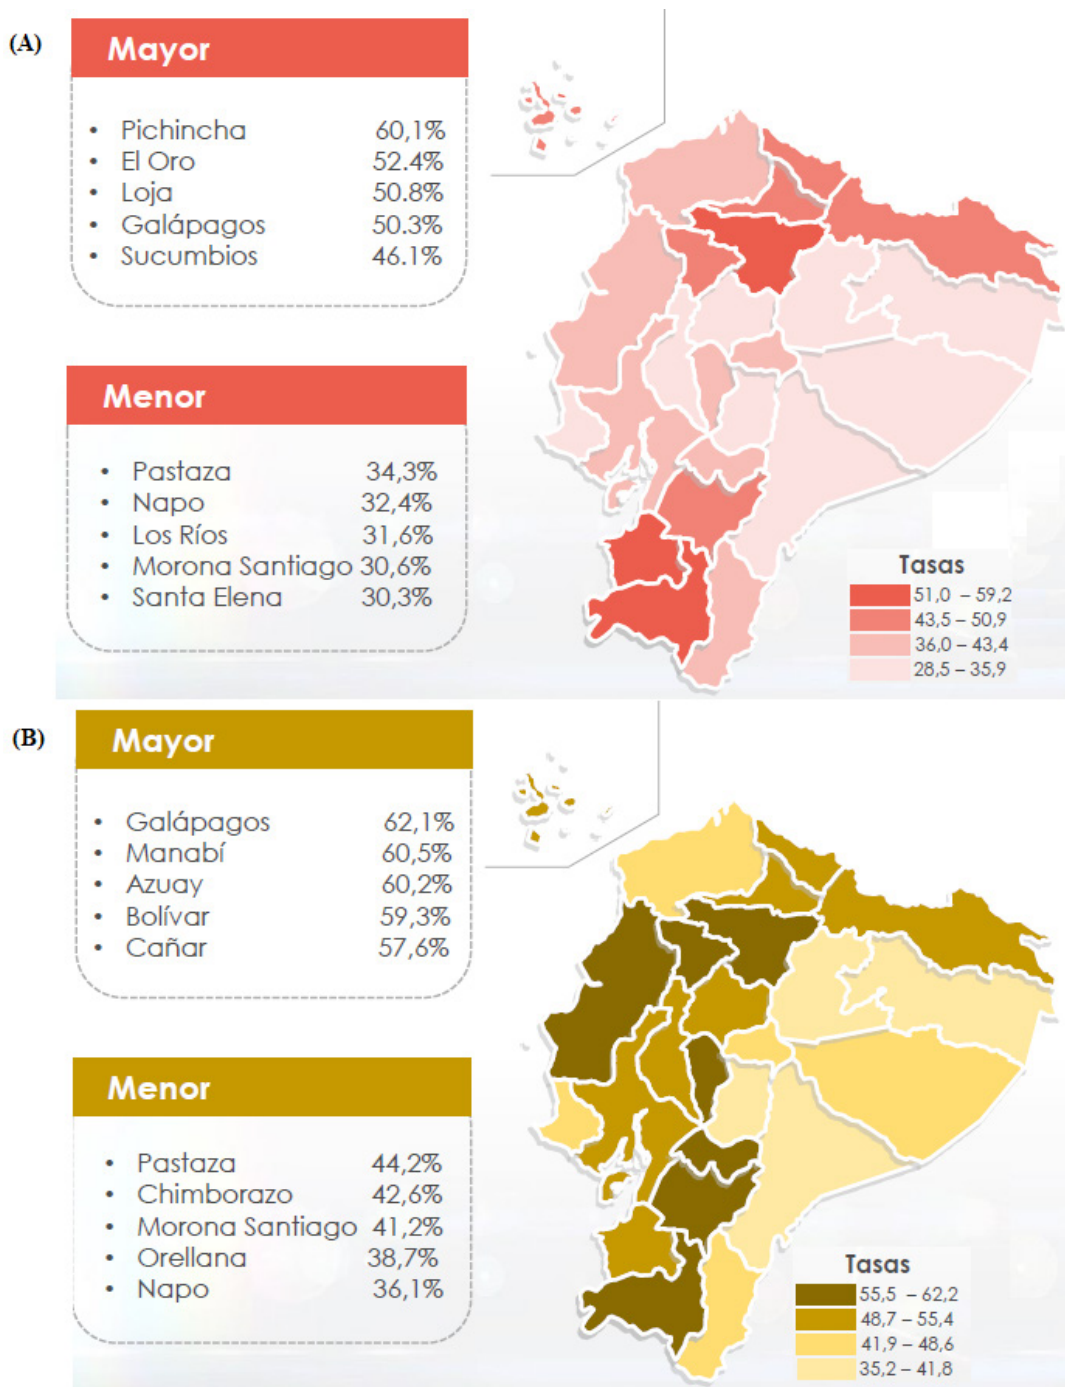 (A)
Mayor
• Pichincha 60,1%
• El Oro 52.4%
• Loja 50.8%
• Galápagos 50.3%
• Sucumbios 46.1%
Menor
• Pastaza 34,3%
• Napo 32,4%
• Los Ríos 31,6%
• Morona Santiago 30,6%
• Santa Elena 30,3%
Tasas
51,0 – 59,2
43,5 – 50,9
36,0 – 43,4
28,5 – 35,9
(B)
Mayor
• Galápagos 62,1%
• Manabí 60,5%
• Azuay 60,2%
• Bolívar 59,3%
• Cañar 57,6%
Menor
• Pastaza 44,2%
• Chimborazo 42,6%
• Morona Santiago 41,2%
• Orellana 38,7%
• Napo 36,1%
Tasas
55,5 – 62,2
48,7 – 55,4
41,9 – 48,6
35,2 – 41,8